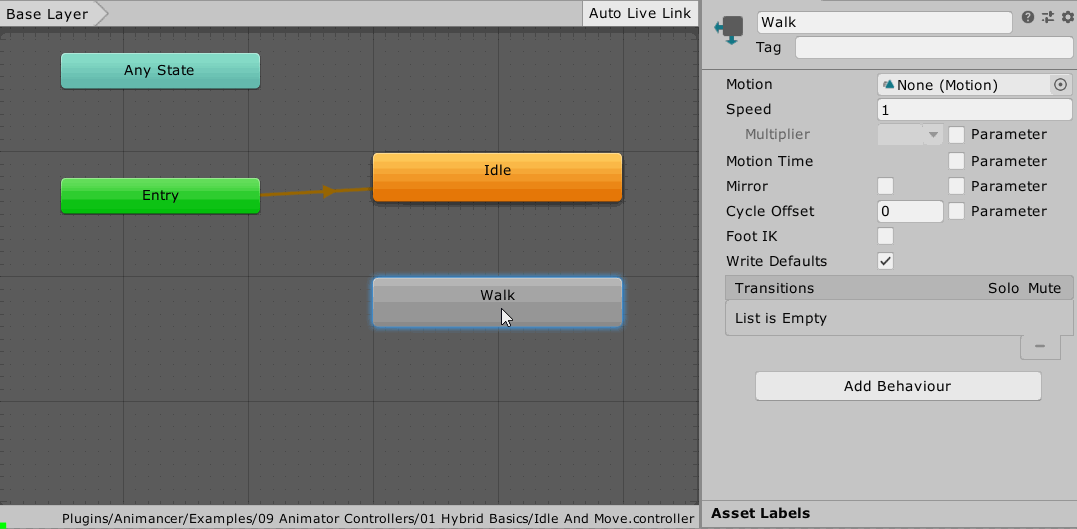 Base Layer
Auto Live Link
Any State
Entry
Idle
Walk
Plugins/Animancer/Examples/09 Animator Controllers/01 Hybrid Basics/Idle And Move.controller
Walk
Tag
Motion None (Motion)
Speed 1
Multiplier Parameter
Motion Time Parameter
Mirror Parameter
Cycle Offset 0 Parameter
Foot IK
Write Defaults
Transitions Solo Mute
List is Empty
Add Behaviour
Asset Labels